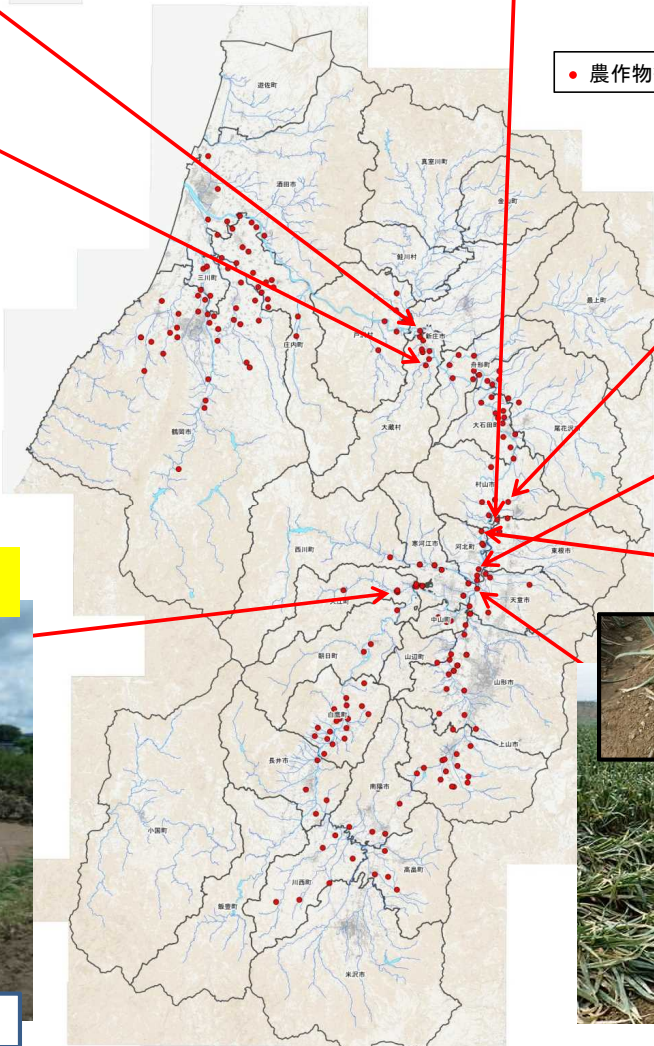 ● 農作物
遊佐町
酒田市
真室川町
金山町
鮭川村
最上町
三川町
新庄市
戸沢村
庄内町
舟形町
大蔵村
大石田町
尾花沢市
鶴岡市
村山市
西川町
寒河江市
河北町
東根市
天童市
大江町
中山町
朝日町
山辺町
山形市
白鷹町
上山市
長井市
南陽市
小国町
川西町
高畠町
飯豊町
米沢市